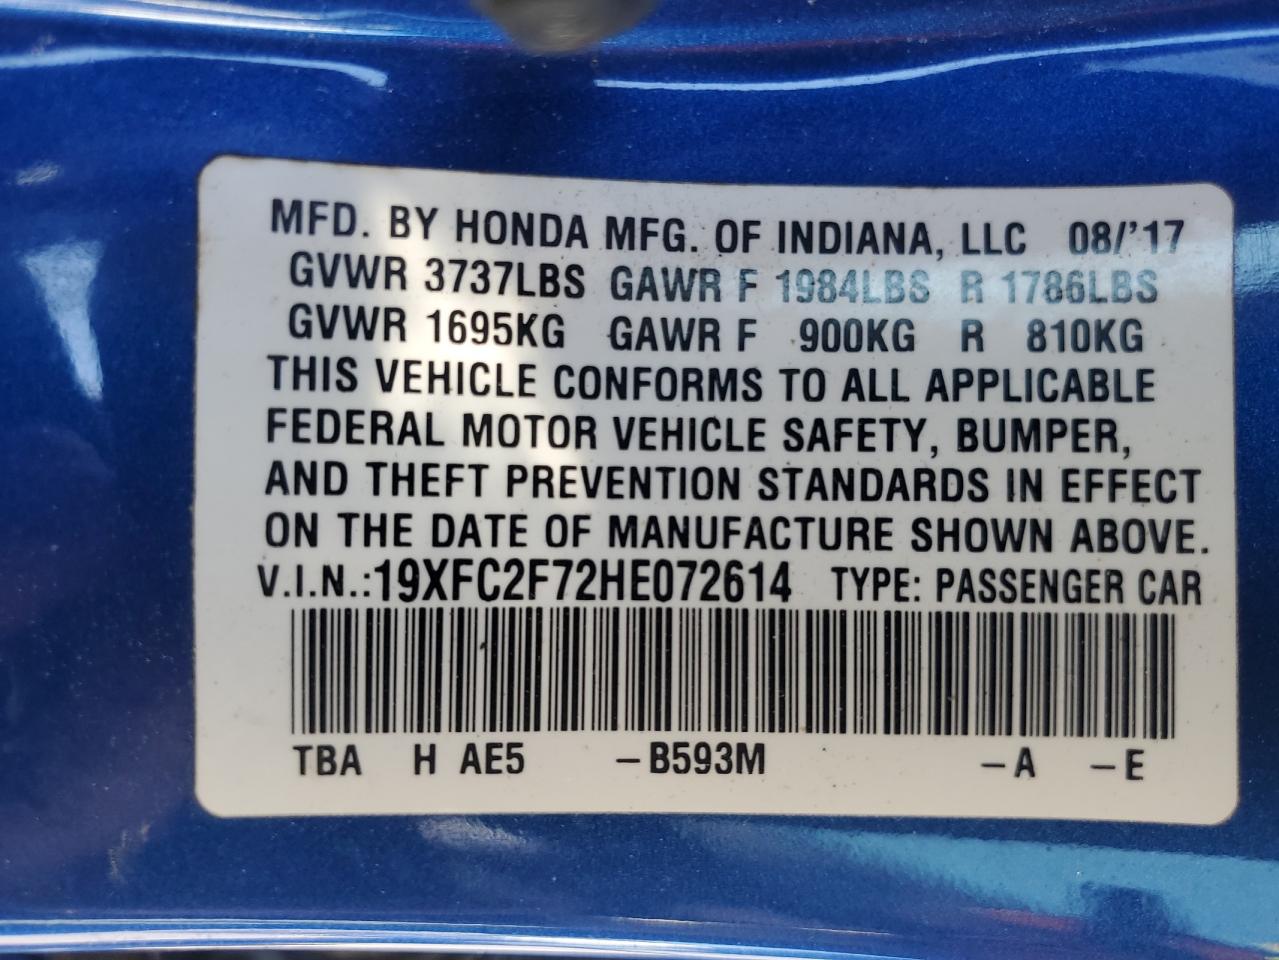 MFD. BY HONDA MFG. OF INDIANA, LLC 08/'17
GVWR 3737LBS GAWR F 1984LBS R 1786LBS
GVWR 1695KG GAWR F 900KG R 810KG
THIS VEHICLE CONFORMS TO ALL APPLICABLE
FEDERAL MOTOR VEHICLE SAFETY, BUMPER,
AND THEFT PREVENTION STANDARDS IN EFFECT
ON THE DATE OF MANUFACTURE SHOWN ABOVE.
V.I.N.:19XFC2F72HE072614 TYPE: PASSENGER CAR
TBA H AE5 –B593M –A –E